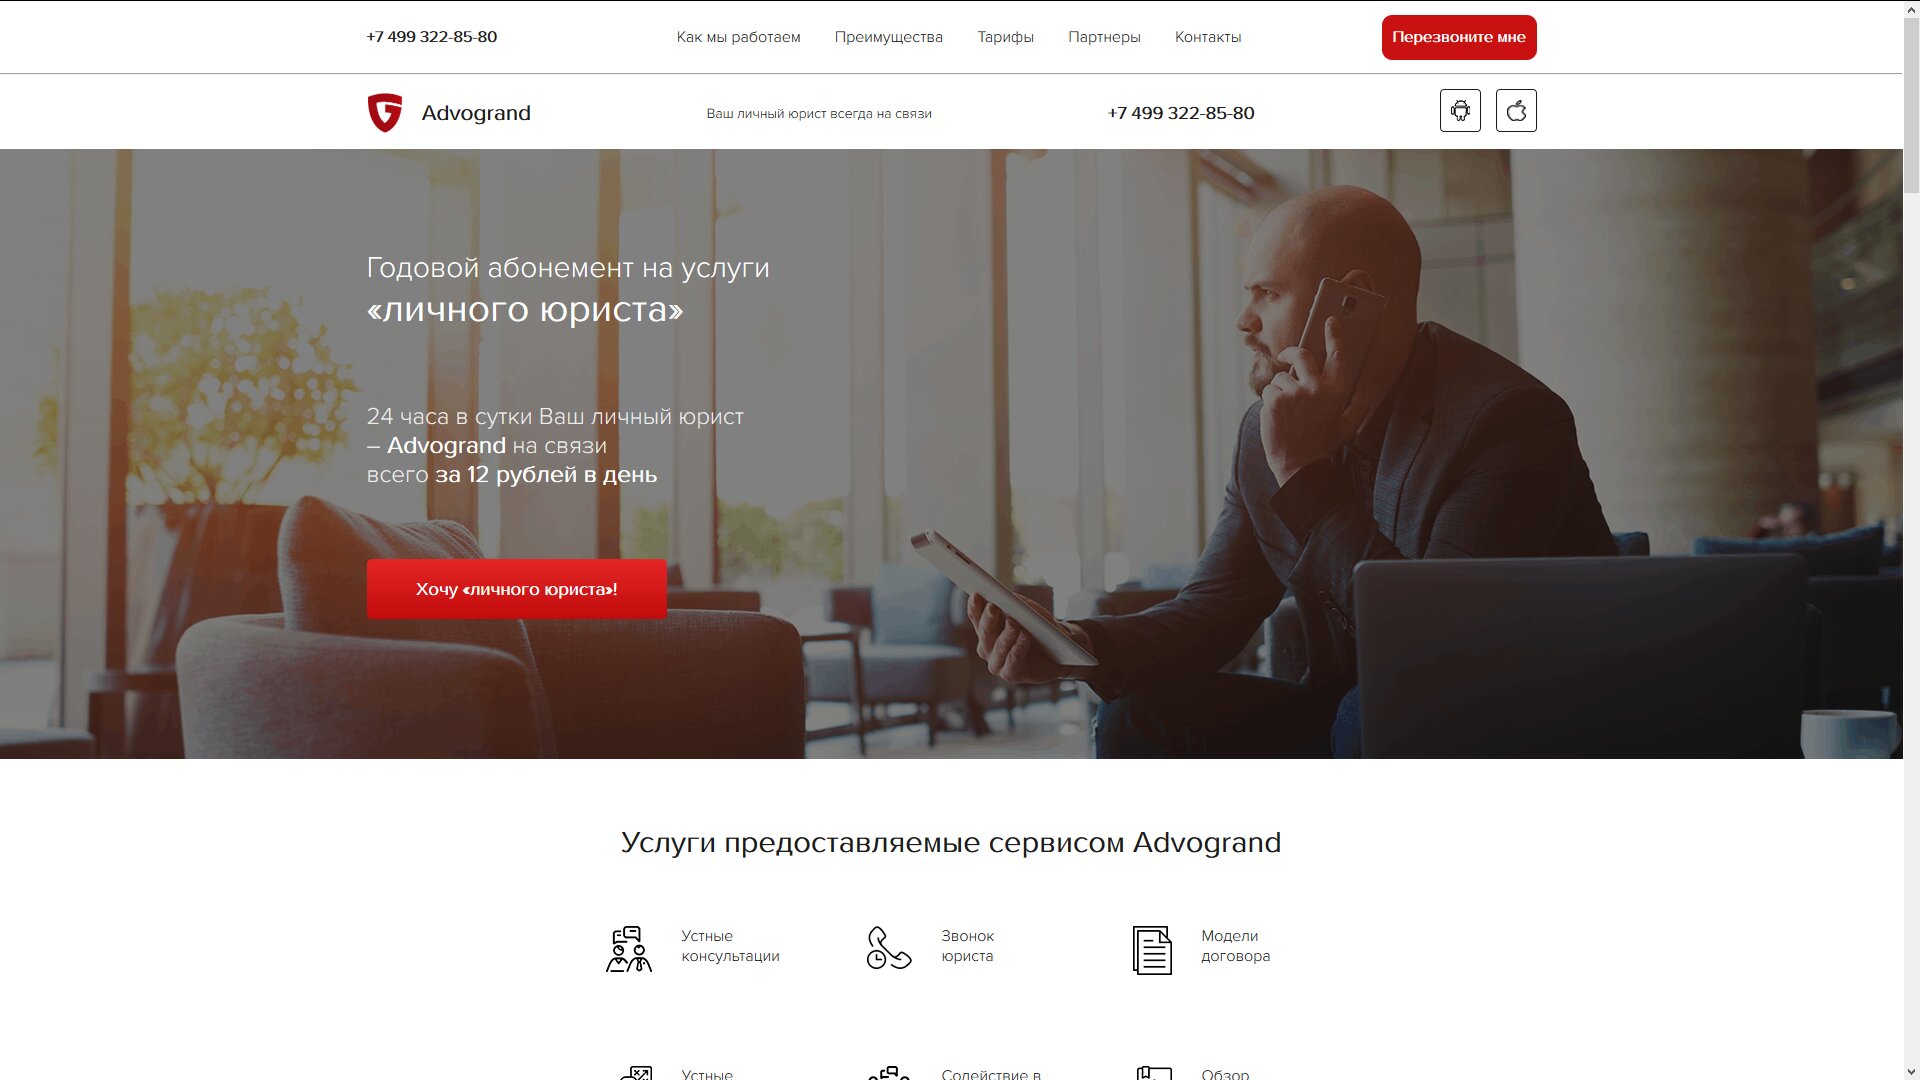 +7 499 322-85-80
Как мы работаем
Преимущества
Тарифы
Партнеры
Контакты
Перезвоните мне
Advogrand
Ваш личный юрист всегда на связи
+7 499 322-85-80
Годовой абонемент на услуги
«личного юриста»
24 часа в сутки Ваш личный юрист
– Advogrand на связи
всего за 12 рублей в день
Хочу «личного юриста»!
Услуги предоставляемые сервисом Advogrand
Устные
консультации
Звонок
юриста
Модели
договора
Устные
Содействие в
Обзор